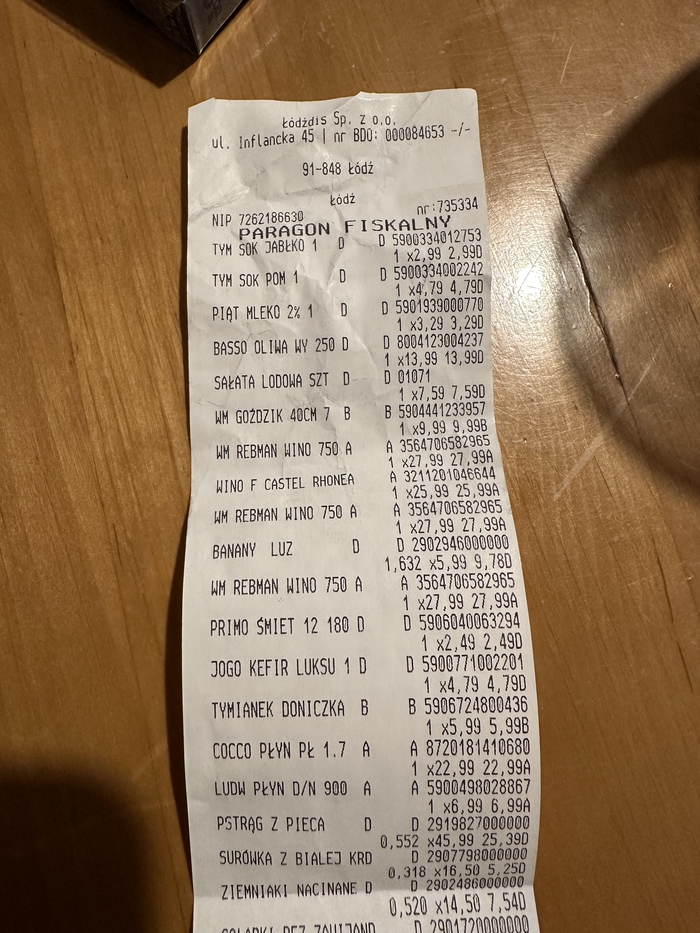 Łódźdis Sp. z o.o.
ul. Inflancka 45 | nr BDO: 000084653 -/-
91-848 Łódź
Łódź
NIP 7262186630 nr:735334
PARAGON FISKALNY
TYM SOK JABŁKO 1 D D 5900334012753
1 x2,99 2,99D
TYM SOK POM 1 D D 5900334002242
1 x4,79 4,79D
PIĄT MLEKO 2% 1 D D 5901939000770
1 x3,29 3,29D
BASSO OLIWA WY 250 D D 8004123004237
1 x13,99 13,99D
SAŁATA LODOWA SZT D D 01071
1 x7,59 7,59D
WM GOŹDZIK 40CM 7 B B 5904441233957
1 x9,99 9,99B
WM REBMAN WINO 750 A A 3564706582965
1 x27,99 27,99A
WINO F CASTEL RHONEA A 3211201046644
1 x25,99 25,99A
WM REBMAN WINO 750 A A 3564706582965
1 x27,99 27,99A
BANANY LUZ D D 2902946000000
1,632 x5,99 9,78D
WM REBMAN WINO 750 A A 3564706582965
1 x27,99 27,99A
PRIMO ŚMIET 12 180 D D 5906040063294
1 x2,49 2,49D
JOGO KEFIR LUKSU 1 D D 5900771002201
1 x4,79 4,79D
TYMIANEK DONICZKA B B 5906724800436
1 x5,99 5,99B
COCCO PŁYN PŁ 1.7 A A 8720181410680
1 x22,99 22,99A
LUDW PŁYN D/N 900 A A 5900498028867
1 x6,99 6,99A
PSTRĄG Z PIECA D D 2919827000000
0,552 x45,99 25,39D
SURÓWKA Z BIAŁEJ KRD D 2907798000000
0,318 x16,50 5,25D
ZIEMNIAKI NACINANE D D 2902486000000
0,520 x14,50 7,54D
D 2901720000000